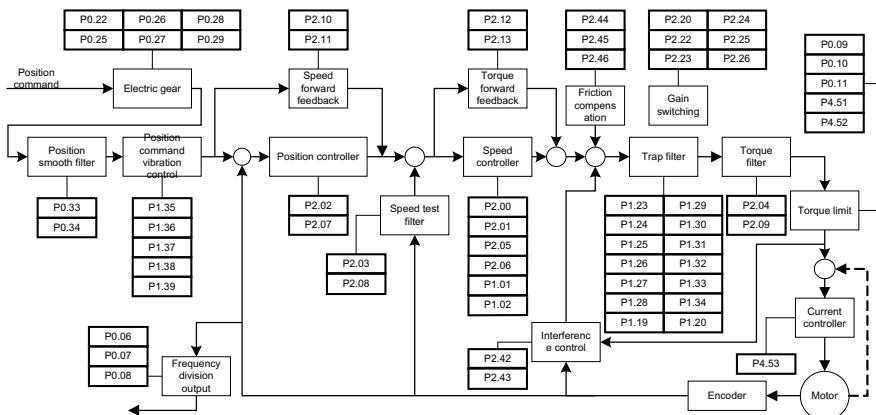 P0.22 P0.26 P0.28
P0.25 P0.27 P0.29
P2.10
P2.11
P2.12
P2.13
P2.44
P2.45
P2.46
P2.20 P2.24
P2.22 P2.25
P2.23 P2.26
P0.09
P0.10
P0.11
P4.51
P4.52
Position
command
Electric gear
Speed
forward
feedback
Torque
forward
feedback
Friction
compens
ation
Gain
switching
Position
smooth filter
Position
command
vibration
control
Position controller
Speed
controller
Trap filter
Torque
filter
P0.33
P0.34
P1.35
P1.36
P1.37
P1.38
P1.39
P2.02
P2.07
Speed test
filter
P2.03
P2.08
P2.00
P2.01
P2.05
P2.06
P1.01
P1.02
P1.23 P1.29
P1.24 P1.30
P1.25 P1.31
P1.26 P1.32
P1.27 P1.33
P1.28 P1.34
P1.19 P1.20
P2.04
P2.09
Torque limit
Current
controller
P4.53
P0.06
P0.07
P0.08
Frequency
division
output
P2.42
P2.43
Interferenc
e control
Encoder
Motor